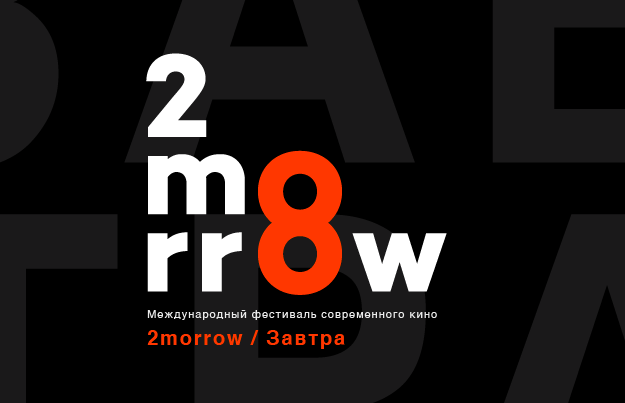 2
m
rr8w
Международный фестиваль современного кино
2morrow / Завтра